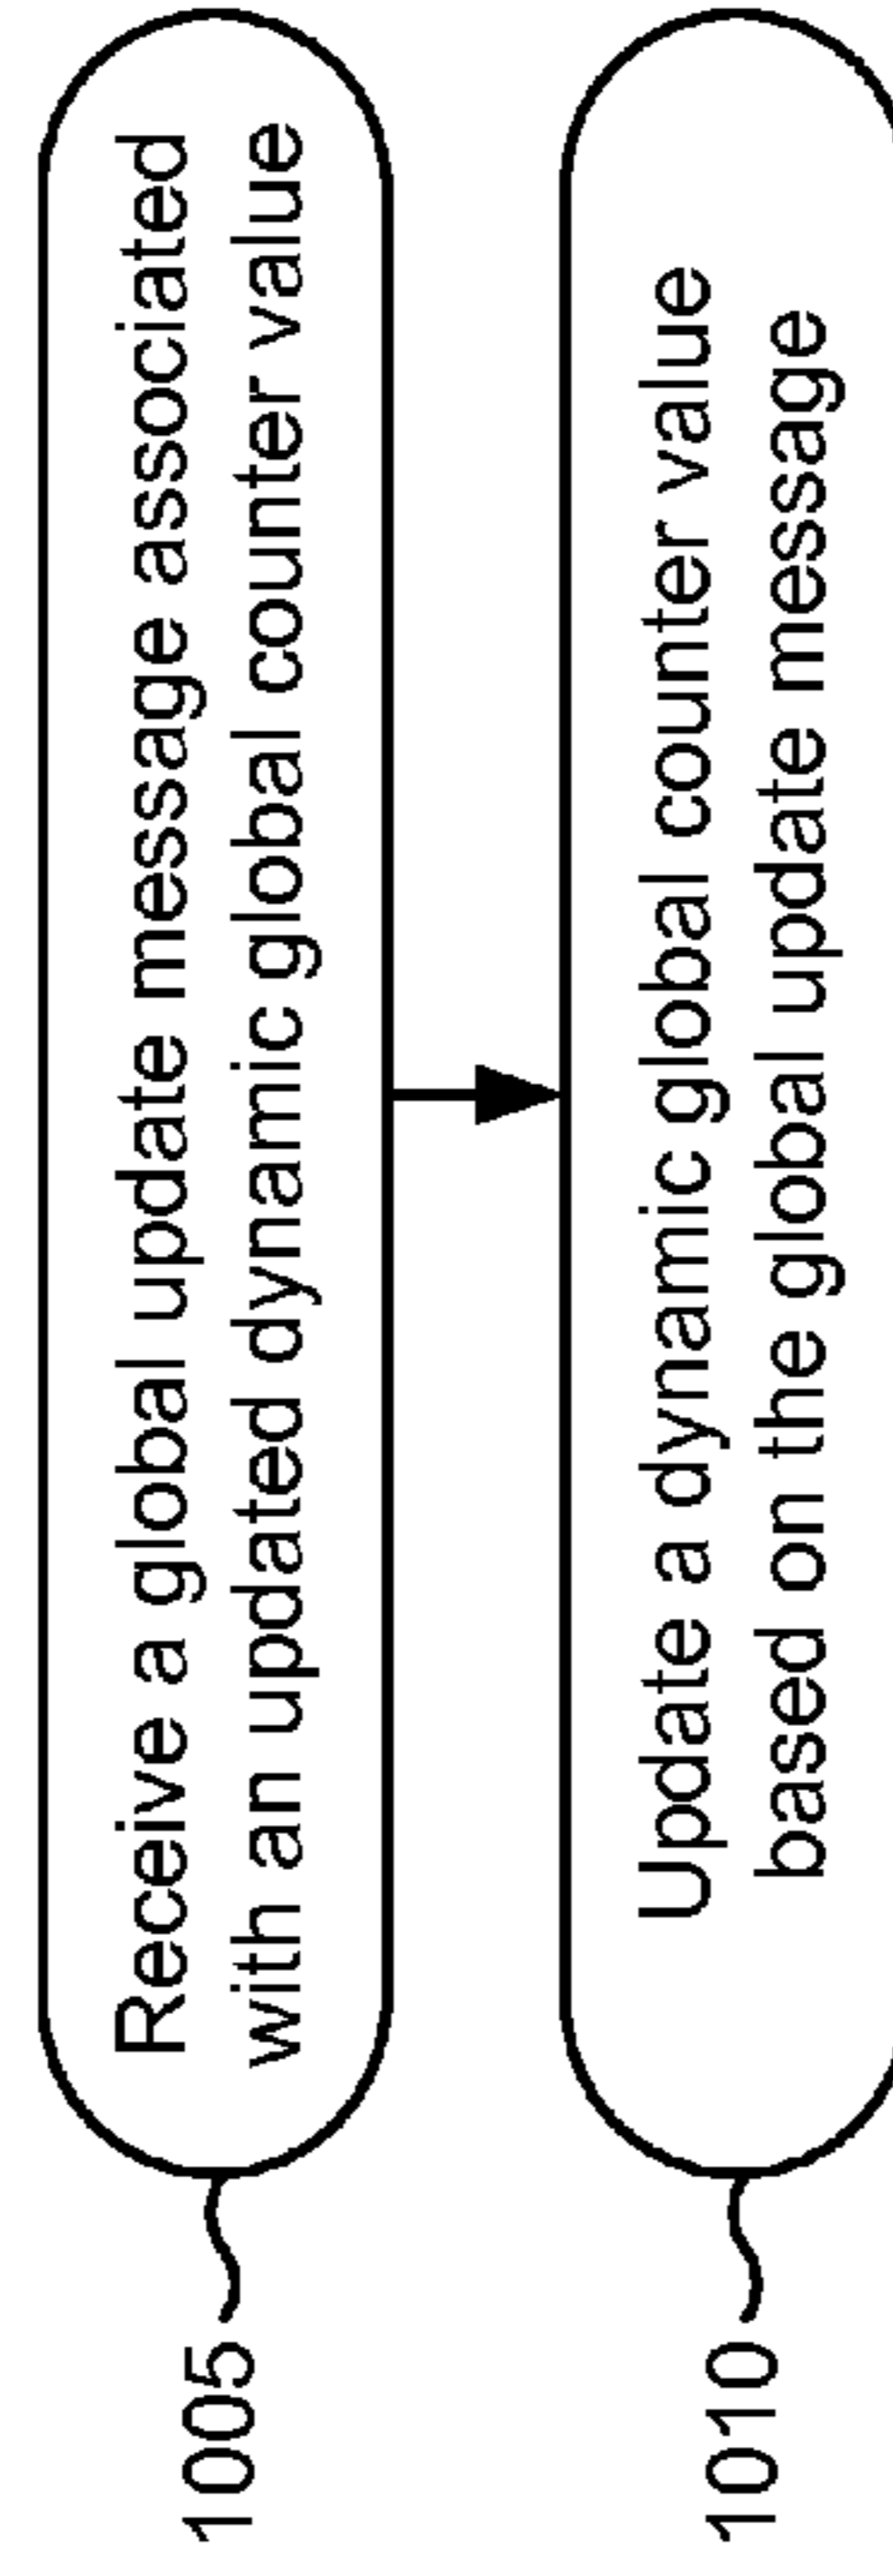 1005
Receive a global update message associated
with an updated dynamic global counter value
1010
Update a dynamic global counter value
based on the global update message